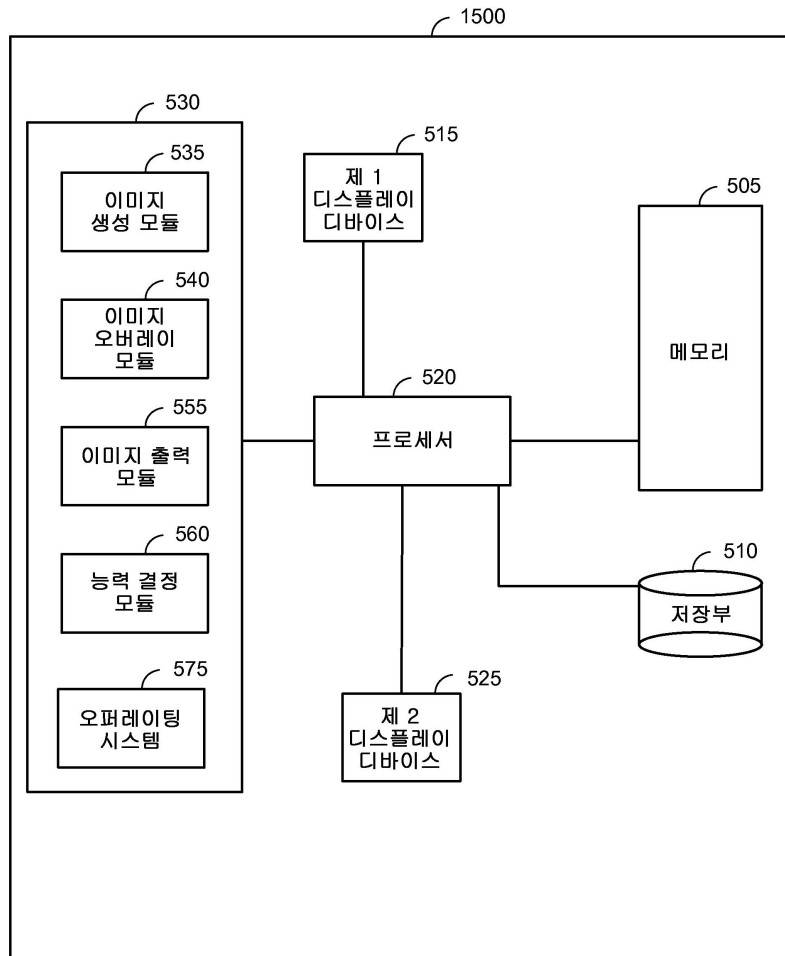 1500
530
535
이미지
생성 모듈
540
이미지
오버레이
모듈
555
이미지 출력
모듈
560
능력 결정
모듈
575
오퍼레이팅
시스템
515
제 1
디스플레이
디바이스
520
프로세서
525
제 2
디스플레이
디바이스
505
메모리
510
저장부